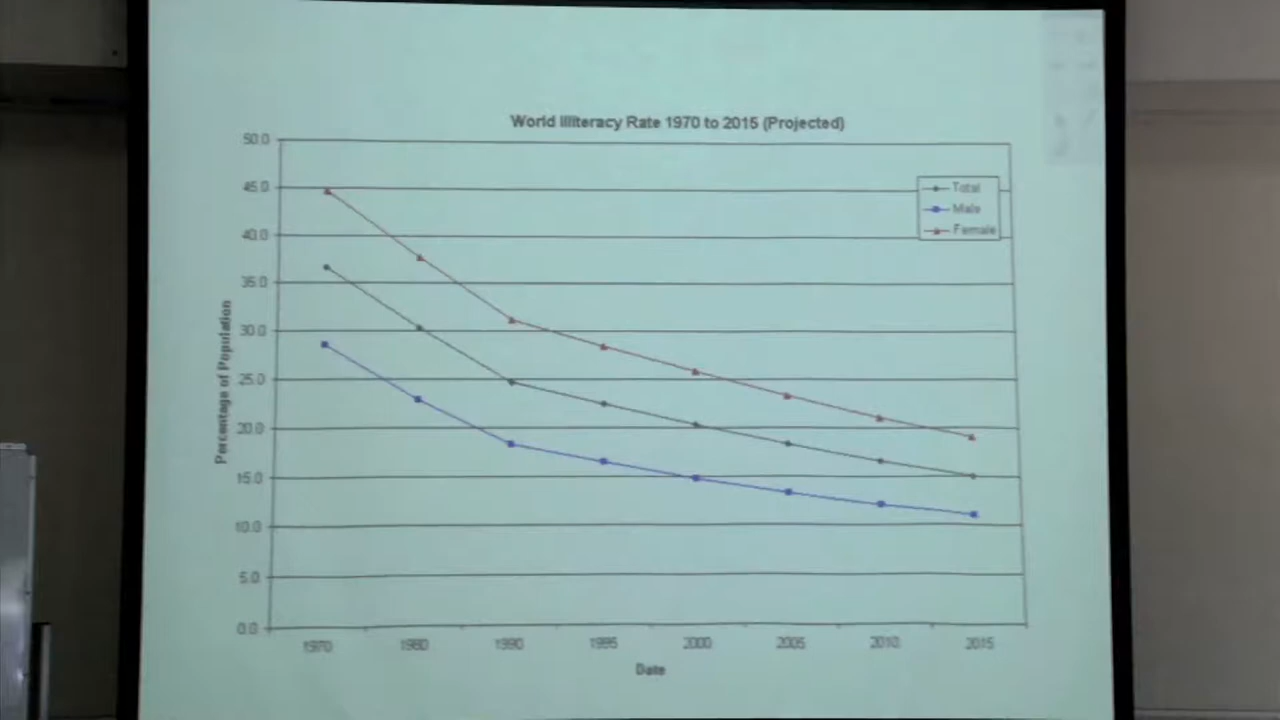 World Illiteracy Rate 1970 to 2015 (Projected)
50.0
45.0
40.0
35.0
30.0
25.0
20.0
15.0
10.0
5.0
0.0
Percentage of Population
Total
Male
Female
1970 1980 1990 1995 2000 2005 2010 2015
Date